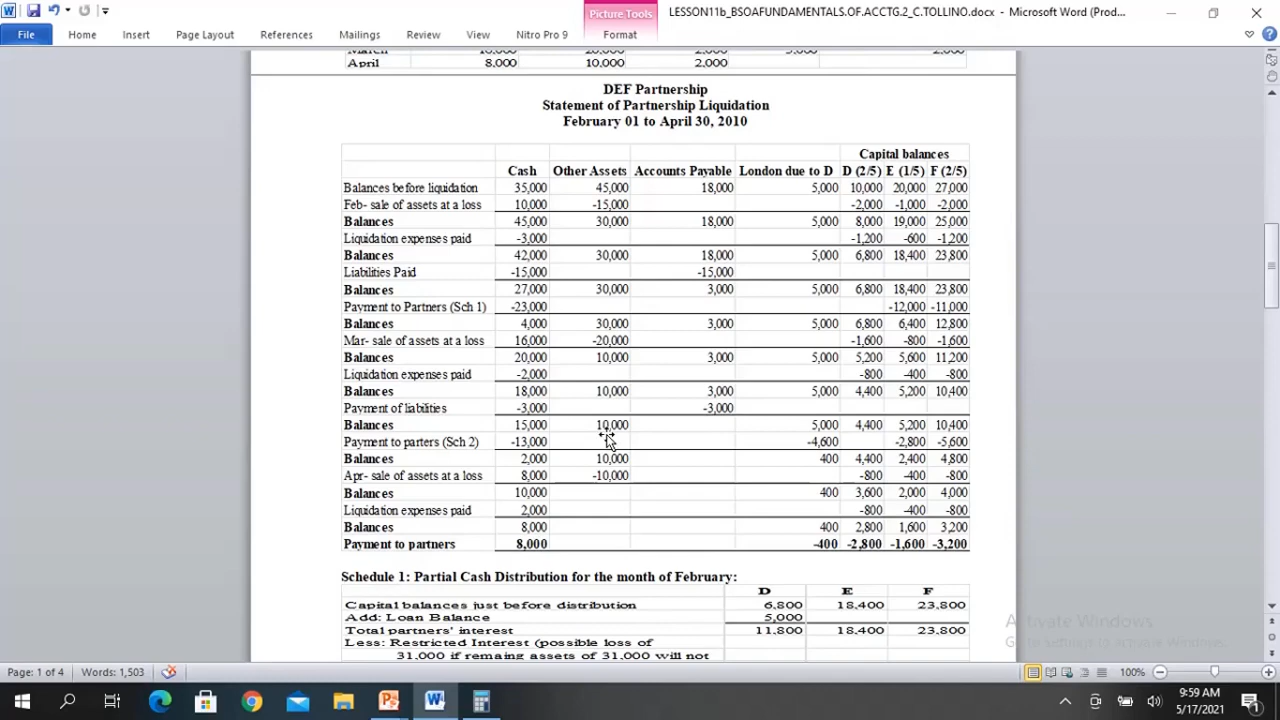 Picture Tools
LESSON11b_BSOAFUNDAMENTALS.OF.ACCTG.2_C.TOLLINO.docx - Microsoft Word (Prod...
File Home Insert Page Layout References Mailings Review View Nitro Pro 9 Format
April 8,000 10,000 2,000
DEF Partnership
Statement of Partnership Liquidation
February 01 to April 30, 2010
Capital balances
Cash Other Assets Accounts Payable London due to D D (2/5) E (1/5) F (2/5)
Balances before liquidation 35,000 45,000 18,000 5,000 10,000 20,000 27,000
Feb- sale of assets at a loss 10,000 -15,000 -2,000 -1,000 -2,000
Balances 45,000 30,000 18,000 5,000 8,000 19,000 25,000
Liquidation expenses paid -3,000 -1,200 -600 -1,200
Balances 42,000 30,000 18,000 5,000 6,800 18,400 23,800
Liabilities Paid -15,000 -15,000
Balances 27,000 30,000 3,000 5,000 6,800 18,400 23,800
Payment to Partners (Sch 1) -23,000 -12,000 -11,000
Balances 4,000 30,000 3,000 5,000 6,800 6,400 12,800
Mar- sale of assets at a loss 16,000 -20,000 -1,600 -800 -1,600
Balances 20,000 10,000 3,000 5,000 5,200 5,600 11,200
Liquidation expenses paid -2,000 -800 -400 -800
Balances 18,000 10,000 3,000 5,000 4,400 5,200 10,400
Payment of liabilities -3,000 -3,000
Balances 15,000 10,000 5,000 4,400 5,200 10,400
Payment to parters (Sch 2) -13,000 -4,600 -2,800 -5,600
Balances 2,000 10,000 400 4,400 2,400 4,800
Apr- sale of assets at a loss 8,000 -10,000 -800 -400 -800
Balances 10,000 400 3,600 2,000 4,000
Liquidation expenses paid 2,000 -800 -400 -800
Balances 8,000 400 2,800 1,600 3,200
Payment to partners 8,000 -400 -2,800 -1,600 -3,200
Schedule 1: Partial Cash Distribution for the month of February:
D E F
Capital balances just before distribution 6,800 18,400 23,800
Add: Loan Balance 5,000
Total partners' interest 11,800 18,400 23,800
Less: Restricted Interest (possible loss of
31,000 if remaing assets of 31,000 will not
Activate Windows
Go to Settings to activate Windows.
Page: 1 of 4 Words: 1,503 100%
9:59 AM
5/17/2021